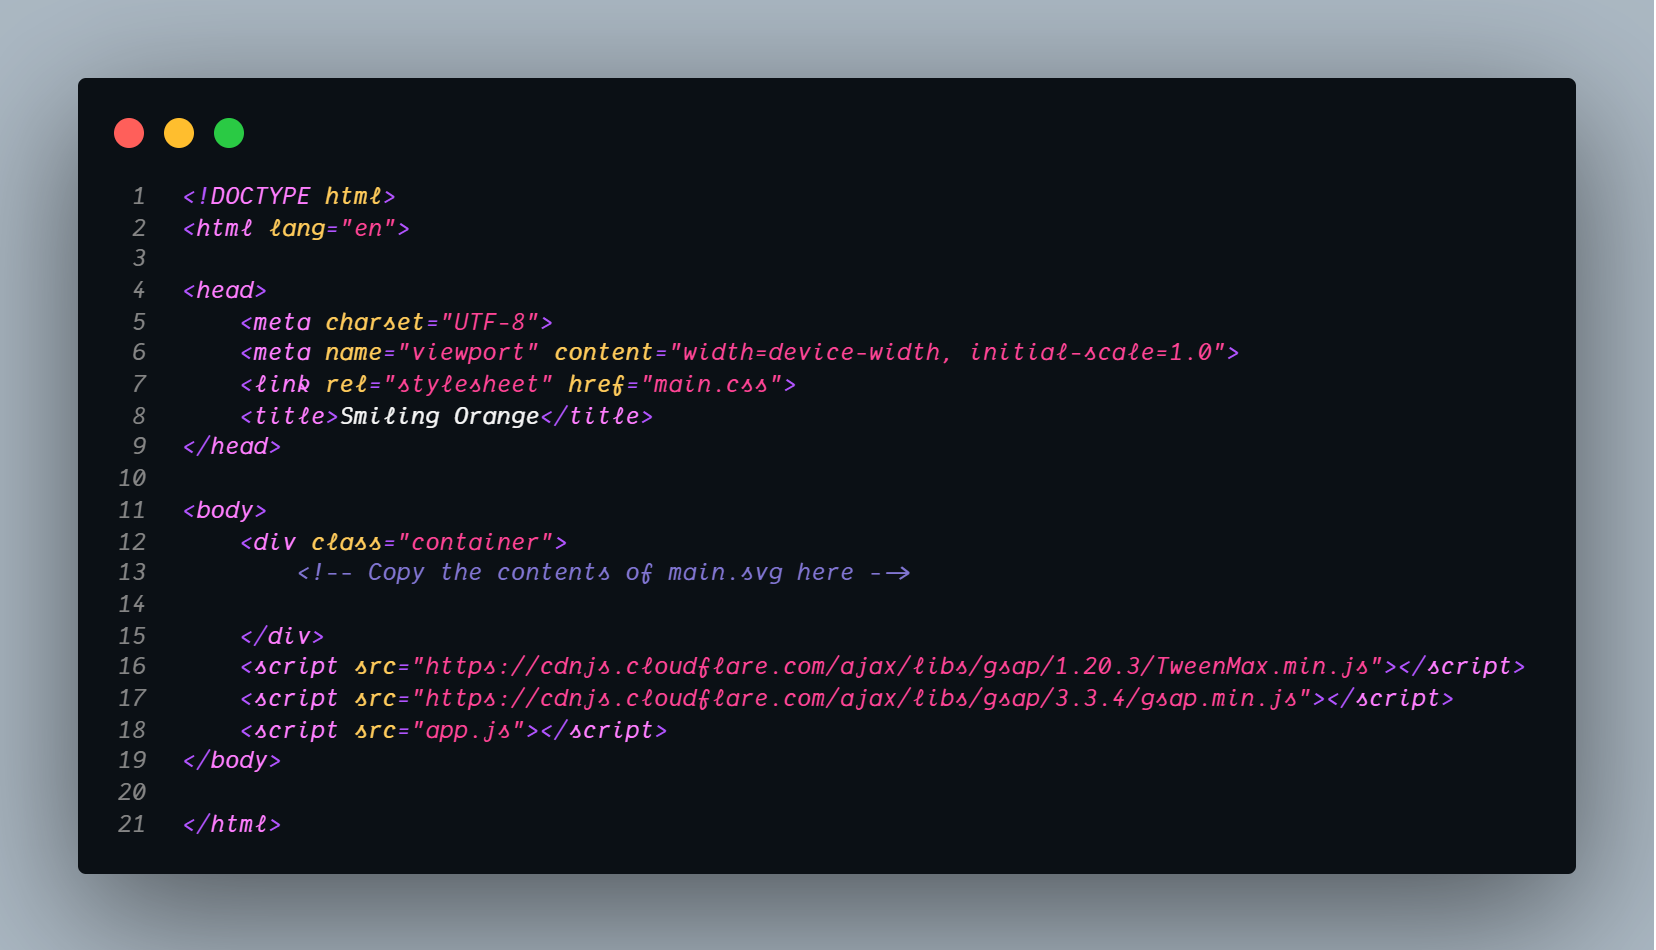 1 <!DOCTYPE html>
2 <html lang="en">
3
4 <head>
5     <meta charset="UTF-8">
6     <meta name="viewport" content="width=device-width, initial-scale=1.0">
7     <link rel="stylesheet" href="main.css">
8     <title>Smiling Orange</title>
9 </head>
10
11 <body>
12     <div class="container">
13         <!-- Copy the contents of main.svg here -->
14
15     </div>
16     <script src="https://cdnjs.cloudflare.com/ajax/libs/gsap/1.20.3/TweenMax.min.js"></script>
17     <script src="https://cdnjs.cloudflare.com/ajax/libs/gsap/3.3.4/gsap.min.js"></script>
18     <script src="app.js"></script>
19 </body>
20
21 </html>